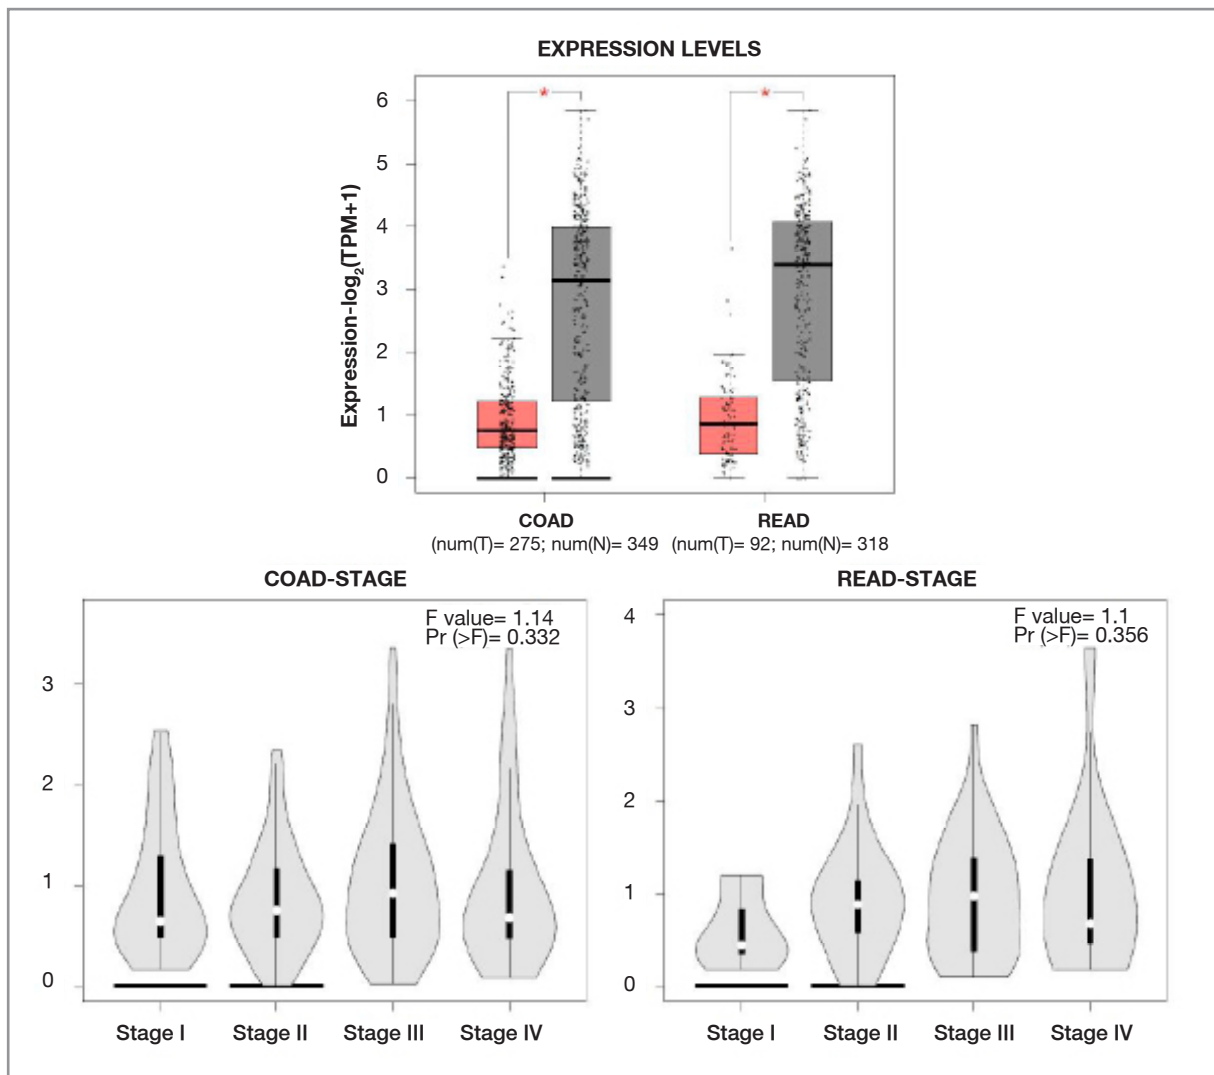 EXPRESSION LEVELS
Expression-log₂(TPM+1)
6
5
4
3
2
1
0
*
*
COAD
(num(T)= 275; num(N)= 349
READ
(num(T)= 92; num(N)= 318
COAD-STAGE
F value= 1.14
Pr (>F)= 0.332
3
2
1
0
Stage I
Stage II
Stage III
Stage IV
READ-STAGE
F value= 1.1
Pr (>F)= 0.356
4
3
2
1
0
Stage I
Stage II
Stage III
Stage IV